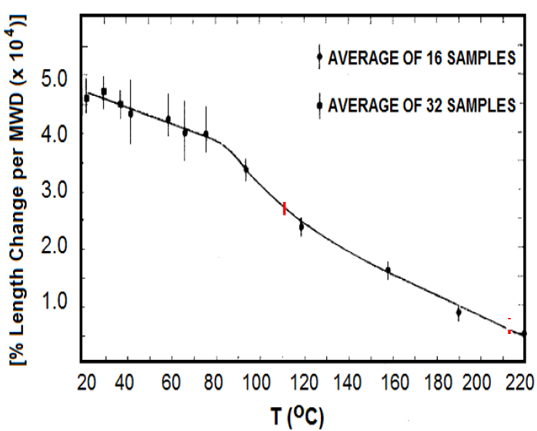 [% Length Change per MWD (x 10⁴)]
AVERAGE OF 16 SAMPLES
AVERAGE OF 32 SAMPLES
5.0
4.0
3.0
2.0
1.0
20 40 60 80 100 120 140 160 180 200 220
T (⁰C)